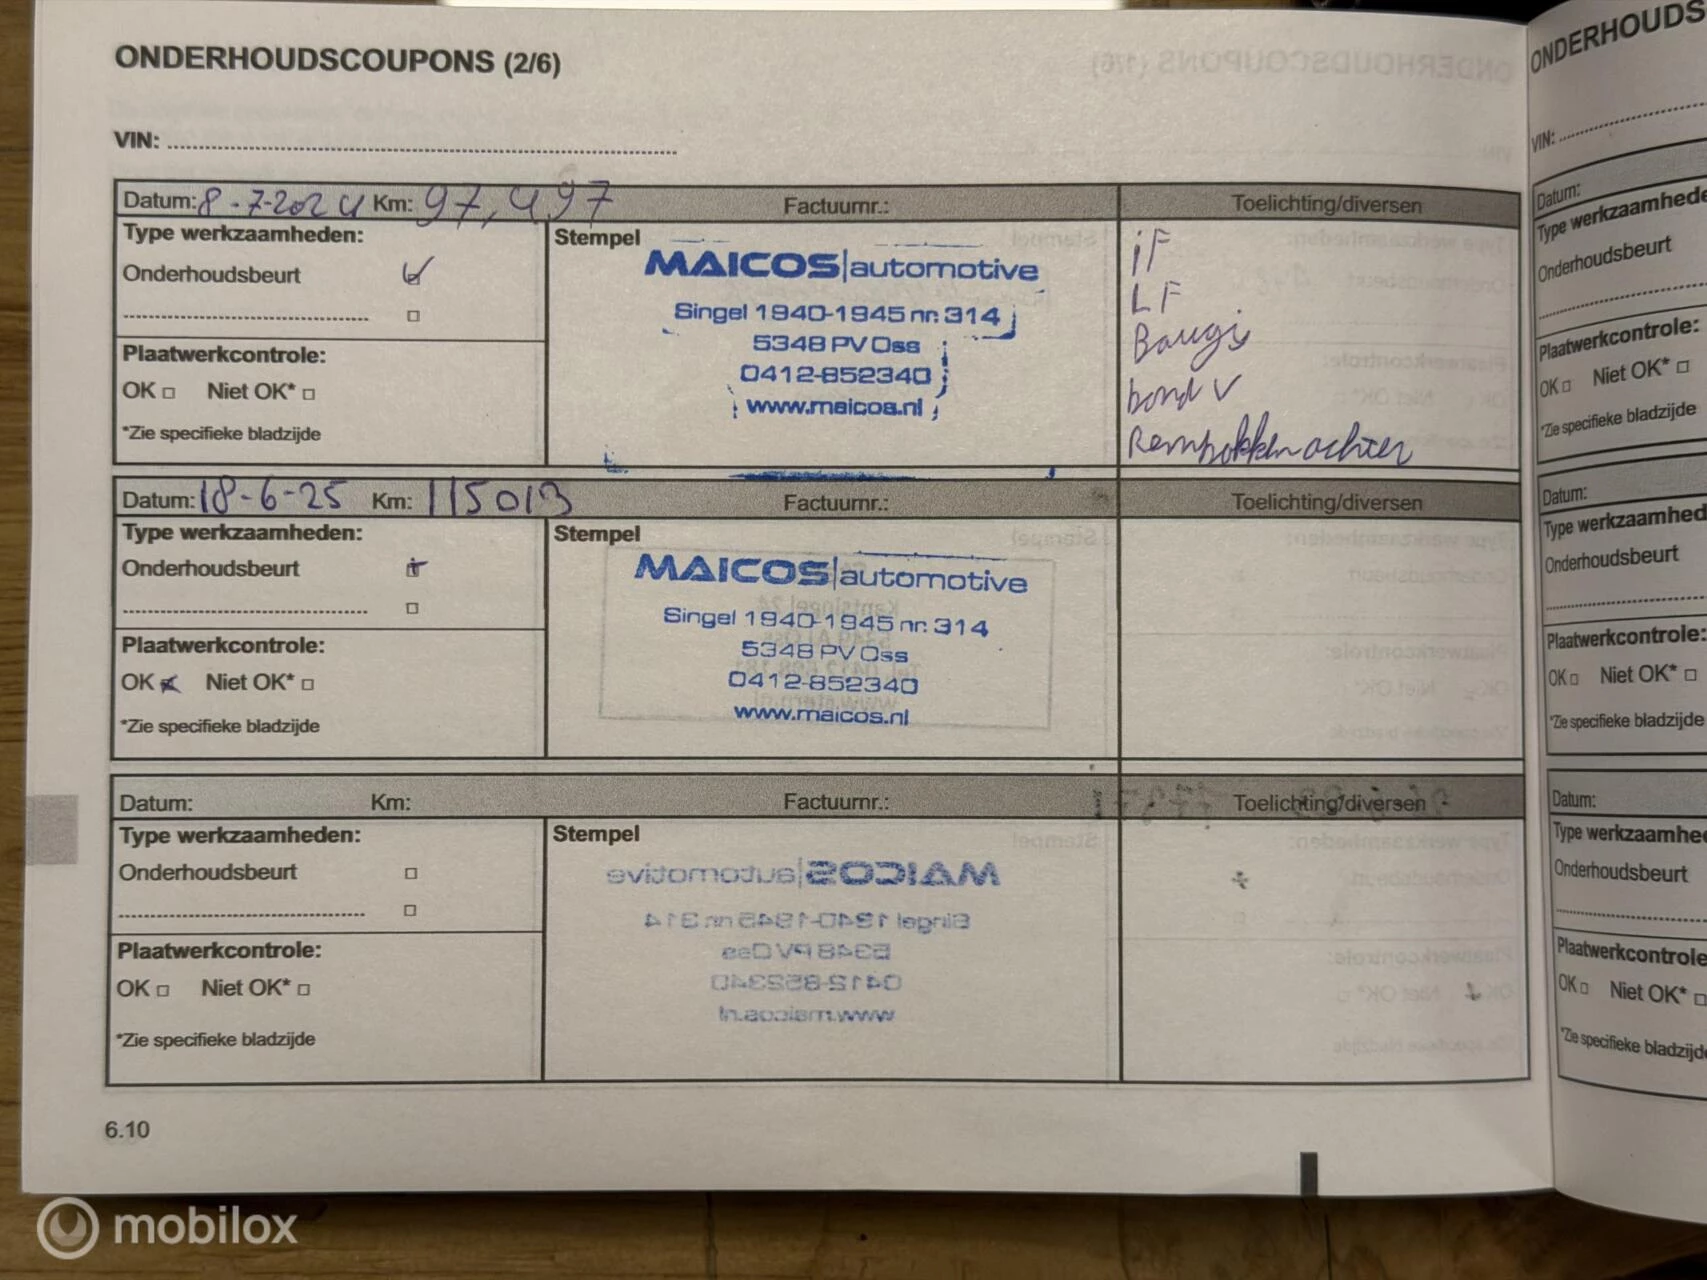 ONDERHOUDSCOUPONS (2/6)
VIN:
Datum: 8-7-2024 Km: 97,497 Factuurnr.: Toelichting/diversen
Type werkzaamheden:
Onderhoudsbeurt
Plaatwerkcontrole:
OK Niet OK*
*Zie specifieke bladzijde
Stempel
MAICOS|automotive
Singel 1940-1945 nr. 314
5348 PV Oss
0412-852340
www.maicos.nl
iF
LF
Bougi
bond V
Remblokken achter
Datum: 18-6-25 Km: 115013 Factuurnr.: Toelichting/diversen
Type werkzaamheden:
Onderhoudsbeurt
Plaatwerkcontrole:
OK Niet OK*
*Zie specifieke bladzijde
Stempel
MAICOS|automotive
Singel 1940-1945 nr. 314
5348 PV Oss
0412-852340
www.maicos.nl
Datum: Km: Factuurnr.: Toelichting/diversen
Type werkzaamheden:
Onderhoudsbeurt
Plaatwerkcontrole:
OK Niet OK*
*Zie specifieke bladzijde
Stempel
6.10
ONDERHOUDS
VIN:
Datum:
Type werkzaamhede
Onderhoudsbeurt
Plaatwerkcontrole:
OK Niet OK*
*Zie specifieke bladzijde
Datum:
Type werkzaamhed
Onderhoudsbeurt
Plaatwerkcontrole:
OK Niet OK*
*Zie specifieke bladzijde
Datum:
Type werkzaamhe
Onderhoudsbeurt
Plaatwerkcontrole
OK Niet OK*
*Zie specifieke bladzijd
mobilox